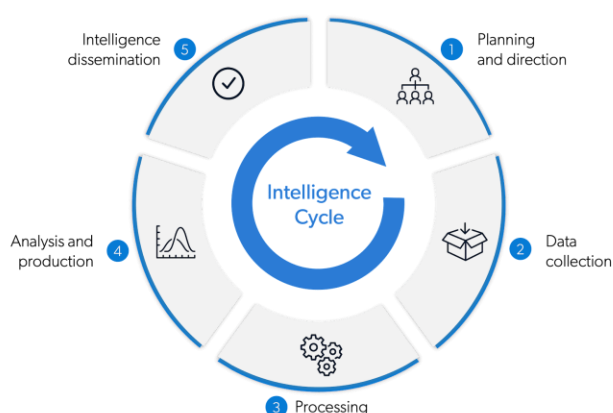 Intelligence
dissemination
5
1
Planning
and direction
Intelligence
Cycle
Analysis and
production
4
2
Data
collection
3 Processing